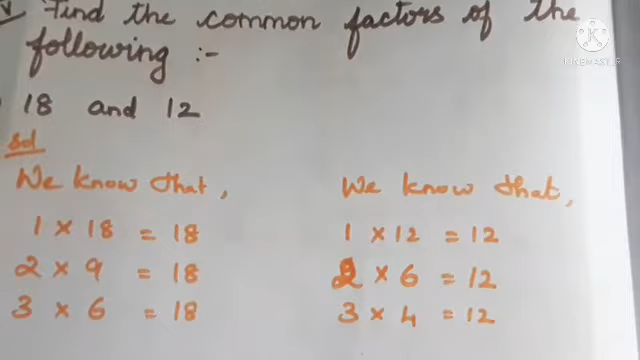 Find the common factors of the
following :-
18 and 12
Sol
We know that,
1 × 18 = 18
2 × 9 = 18
3 × 6 = 18
We know that,
1 × 12 = 12
2 × 6 = 12
3 × 4 = 12
K
KINEMASTER